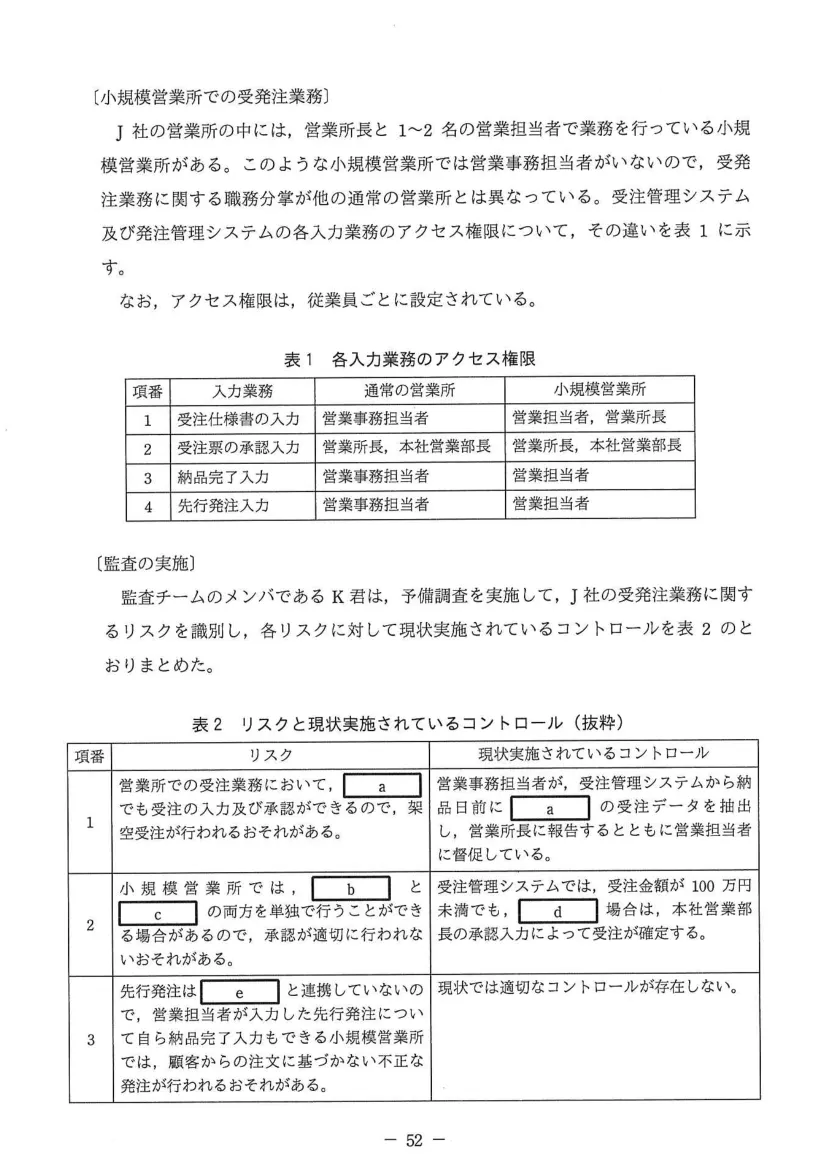 〔小規模営業所での受発注業務〕
J 社の営業所の中には，営業所長と 1～2 名の営業担当者で業務を行っている小規
模営業所がある。このような小規模営業所では営業事務担当者がいないので，受発
注業務に関する職務分掌が他の通常の営業所とは異なっている。受注管理システム
及び発注管理システムの各入力業務のアクセス権限について，その違いを表 1 に示
す。
なお，アクセス権限は，従業員ごとに設定されている。
表 1　各入力業務のアクセス権限
項番　入力業務　通常の営業所　小規模営業所
1　受注仕様書の入力　営業事務担当者　営業担当者，営業所長
2　受注票の承認入力　営業所長，本社営業部長　営業所長，本社営業部長
3　納品完了入力　営業事務担当者　営業担当者
4　先行発注入力　営業事務担当者　営業担当者
〔監査の実施〕
監査チームのメンバである K 君は，予備調査を実施して，J 社の受発注業務に関す
るリスクを識別し，各リスクに対して現状実施されているコントロールを表 2 のと
おりまとめた。
表 2　リスクと現状実施されているコントロール（抜粋）
項番　リスク　現状実施されているコントロール
1
営業所での受注業務において， a
でも受注の入力及び承認ができるので，架
空受注が行われるおそれがある。
営業事務担当者が，受注管理システムから納
品日前に a の受注データを抽出
し，営業所長に報告するとともに営業担当者
に督促している。
2
小規模営業所では， b と
c の両方を単独で行うことができ
る場合があるので，承認が適切に行われな
いおそれがある。
受注管理システムでは，受注金額が 100 万円
未満でも， d 場合は，本社営業部
長の承認入力によって受注が確定する。
3
先行発注は e と連携していないの
で，営業担当者が入力した先行発注につい
て自ら納品完了入力もできる小規模営業所
では，顧客からの注文に基づかない不正な
発注が行われるおそれがある。
現状では適切なコントロールが存在しない。
－ 52 －